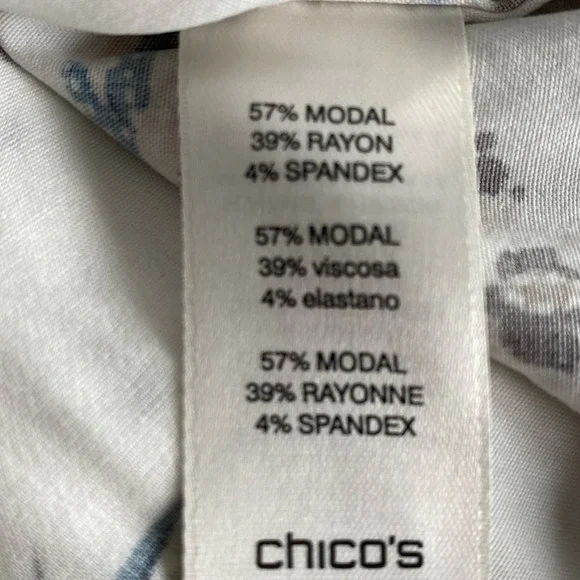 57% MODAL
39% RAYON
4% SPANDEX
57% MODAL
39% viscosa
4% elastano
57% MODAL
39% RAYONNE
4% SPANDEX
chico's